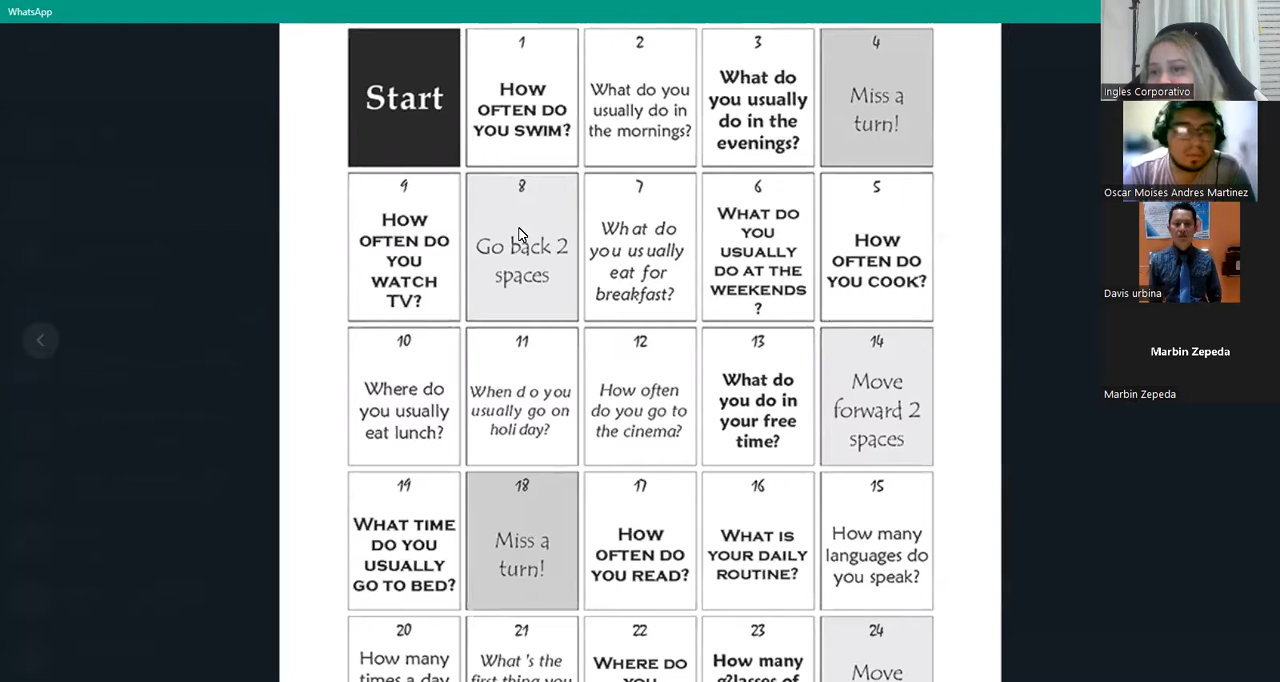 WhatsApp
Start
1
HOW
OFTEN DO
YOU SWIM?
2
What do you
usually do in
the mornings?
3
What do
you usually
do in the
evenings?
4
Miss a
turn!
9
HOW
OFTEN DO
YOU
WATCH
TV?
8
Go back 2
spaces
7
What do
you usually
eat for
breakfast?
6
WHAT DO
YOU
USUALLY
DO AT THE
WEEKENDS
?
5
HOW
OFTEN DO
YOU COOK?
10
Where do
you usually
eat lunch?
11
When do you
usually go on
holiday?
12
How often
do you go to
the cinema?
13
What do
you do in
your free
time?
14
Move
forward 2
spaces
19
WHAT TIME
DO YOU
USUALLY
GO TO BED?
18
Miss a
turn!
17
HOW
OFTEN DO
YOU READ?
16
WHAT IS
YOUR DAILY
ROUTINE?
15
How many
languages do
you speak?
20
How many
times a day
21
What 's the
first thing you
22
WHERE DO
YOU
23
How many
glasses of
24
Move
Ingles Corporativo
Oscar Moises Andres Martinez
Davis urbina
Marbin Zepeda
Marbin Zepeda